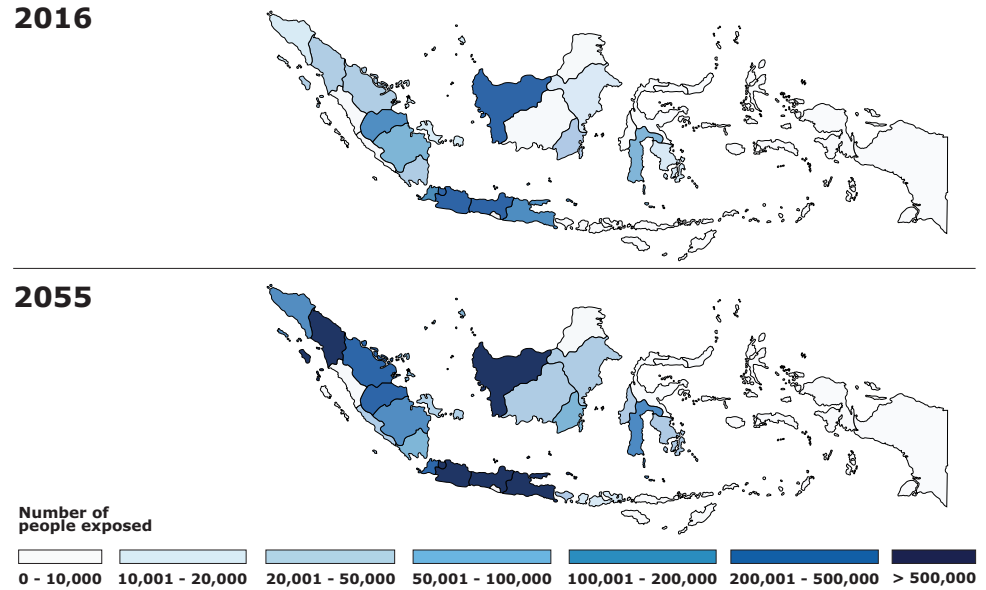 2016
2055
Number of
people exposed
0 - 10,000
10,001 - 20,000
20,001 - 50,000
50,001 - 100,000
100,001 - 200,000
200,001 - 500,000
> 500,000